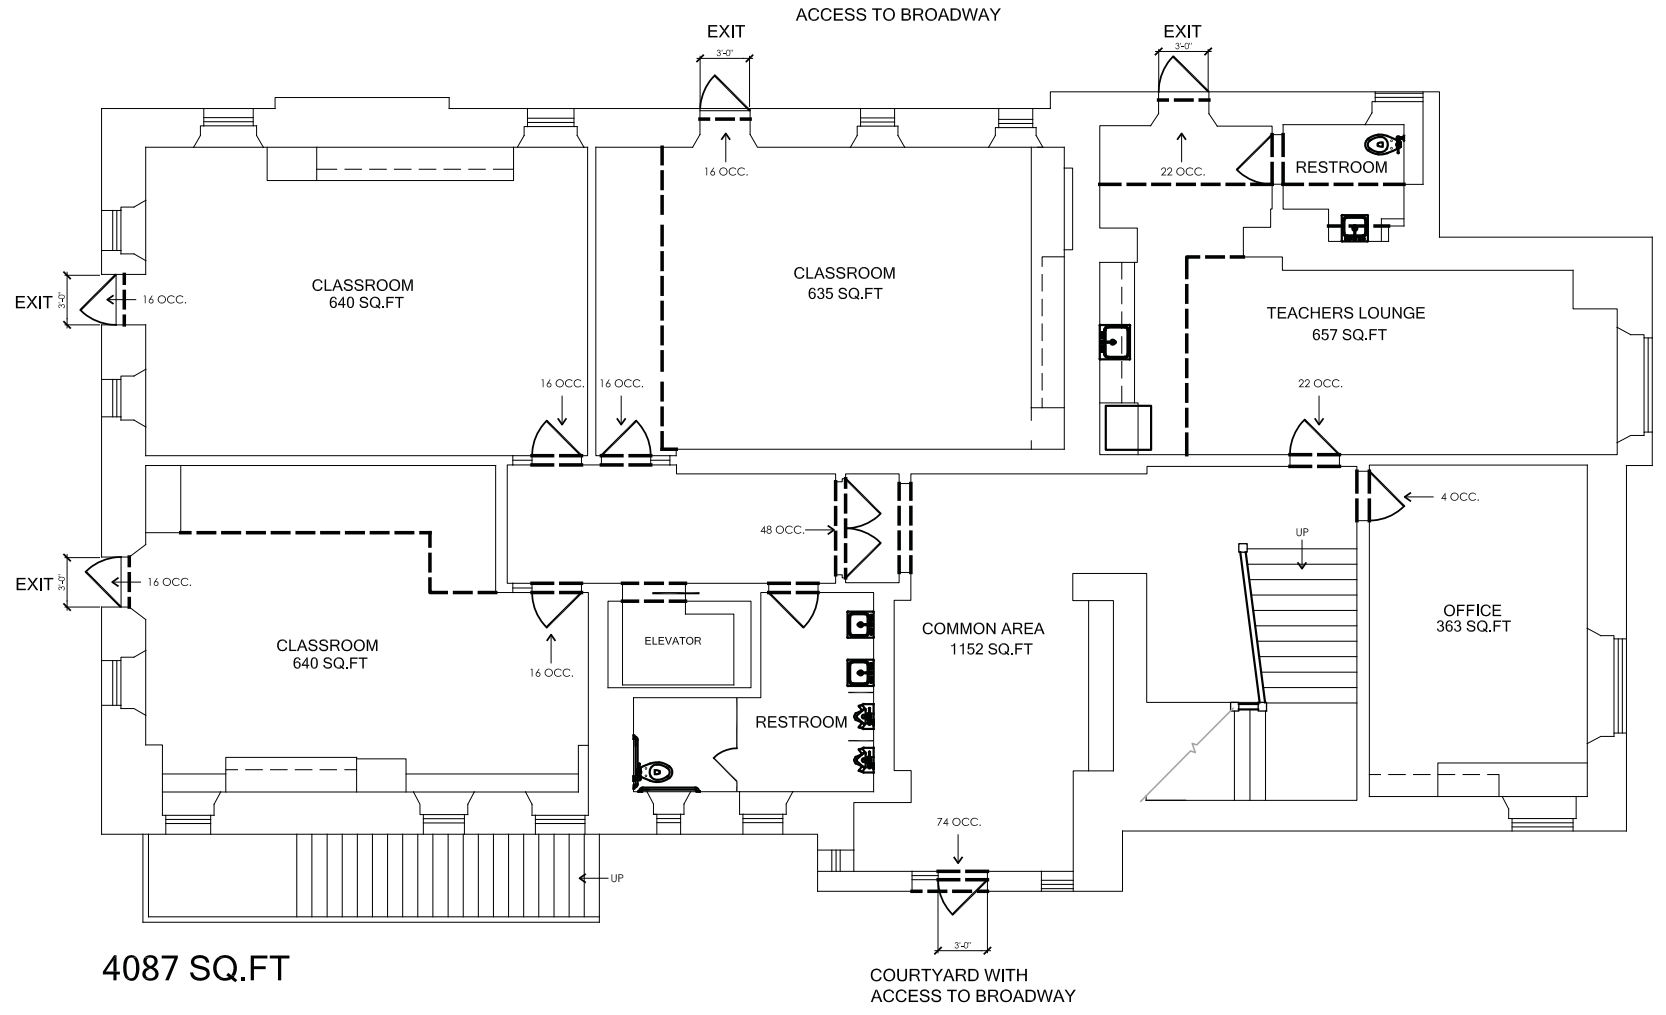 ACCESS TO BROADWAY
EXIT
3'-0"
EXIT
3'-0"
16 OCC.
22 OCC.
RESTROOM
EXIT
3'-0"
16 OCC.
CLASSROOM
640 SQ.FT
CLASSROOM
635 SQ.FT
TEACHERS LOUNGE
657 SQ.FT
16 OCC.
16 OCC.
22 OCC.
4 OCC.
48 OCC.
UP
EXIT
3'-0"
16 OCC.
CLASSROOM
640 SQ.FT
16 OCC.
ELEVATOR
COMMON AREA
1152 SQ.FT
OFFICE
363 SQ.FT
RESTROOM
74 OCC.
UP
3'-0"
4087 SQ.FT
COURTYARD WITH
ACCESS TO BROADWAY